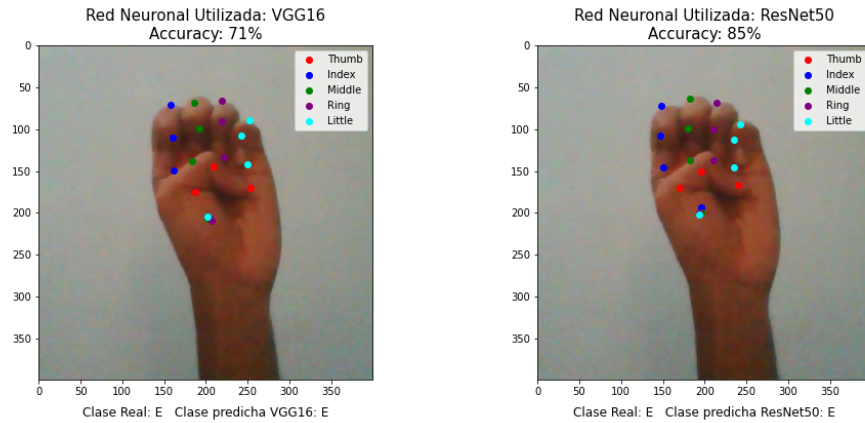 Red Neuronal Utilizada: VGG16
Accuracy: 71%
0
50
100
150
200
250
300
350
0 50 100 150 200 250 300 350
Thumb
Index
Middle
Ring
Little
Clase Real: E Clase predicha VGG16: E
Red Neuronal Utilizada: ResNet50
Accuracy: 85%
0
50
100
150
200
250
300
350
0 50 100 150 200 250 300 350
Thumb
Index
Middle
Ring
Little
Clase Real: E Clase predicha ResNet50: E